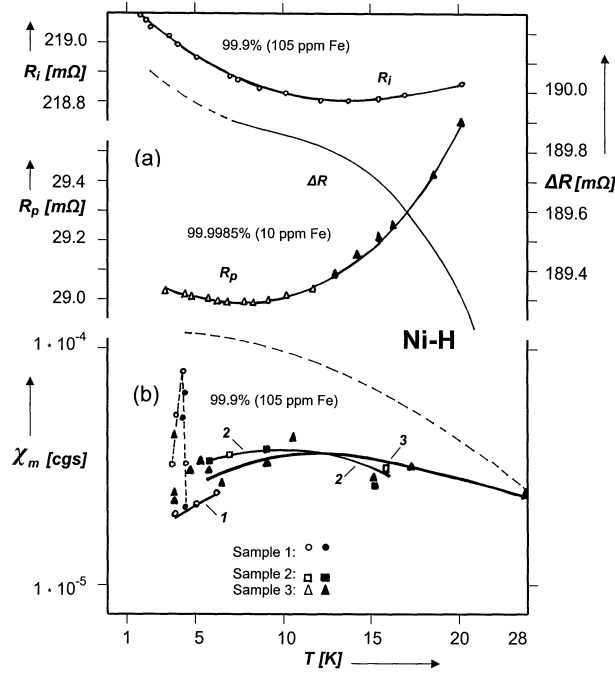 219.0
99.9% (105 ppm Fe)
R_i [mΩ]
R_i
218.8
190.0
(a)
189.8
29.4
ΔR
ΔR [mΩ]
R_p [mΩ]
99.9985% (10 ppm Fe)
189.6
29.2
R_p
189.4
29.0
Ni-H
1 * 10^-4
(b)
99.9% (105 ppm Fe)
χ_m [cgs]
2
3
2
1
Sample 1:
Sample 2:
1 * 10^-5
Sample 3:
1 5 10 15 20 28
T [K]